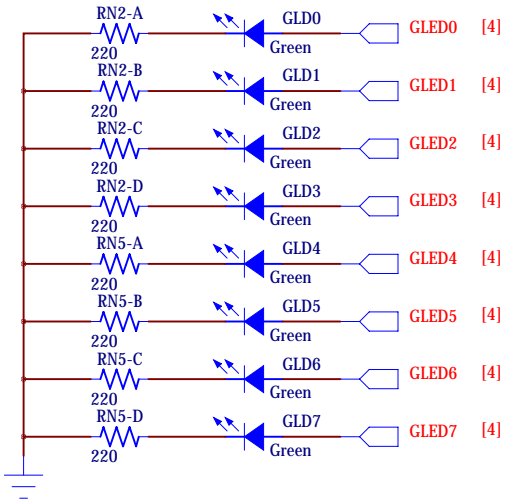 RN2-A GLD0 GLED0 [4]
220 Green
RN2-B GLD1 GLED1 [4]
220 Green
RN2-C GLD2 GLED2 [4]
220 Green
RN2-D GLD3 GLED3 [4]
220 Green
RN5-A GLD4 GLED4 [4]
220 Green
RN5-B GLD5 GLED5 [4]
220 Green
RN5-C GLD6 GLED6 [4]
220 Green
RN5-D GLD7 GLED7 [4]
220 Green